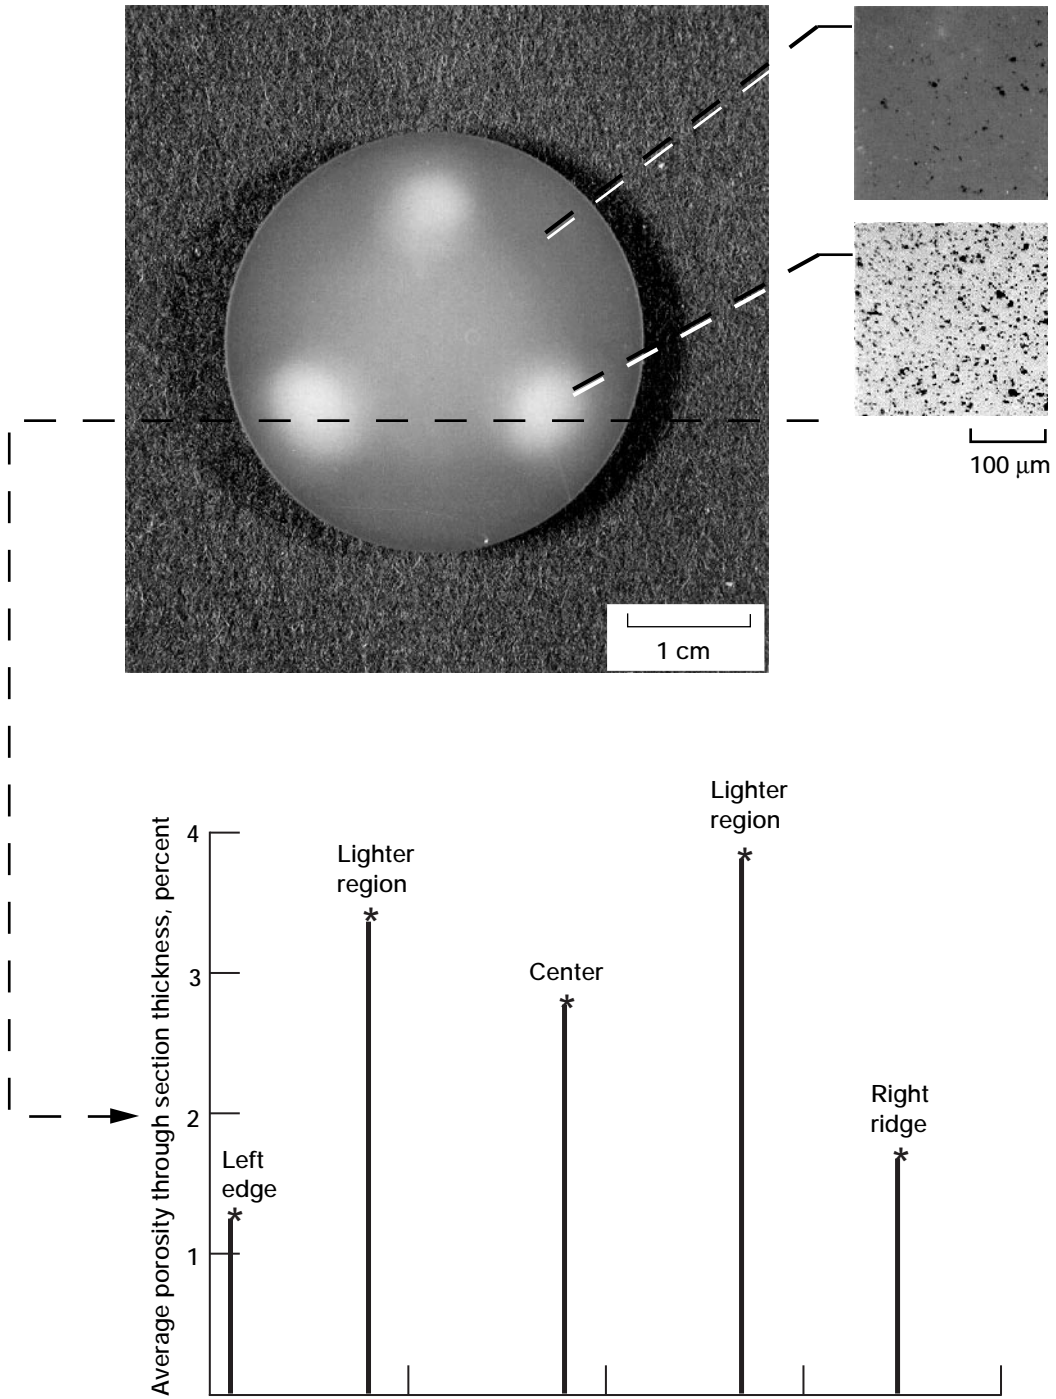 100 μm
1 cm
Average porosity through section thickness, percent
4
3
2
1
Left
edge
Lighter
region
Center
Lighter
region
Right
ridge